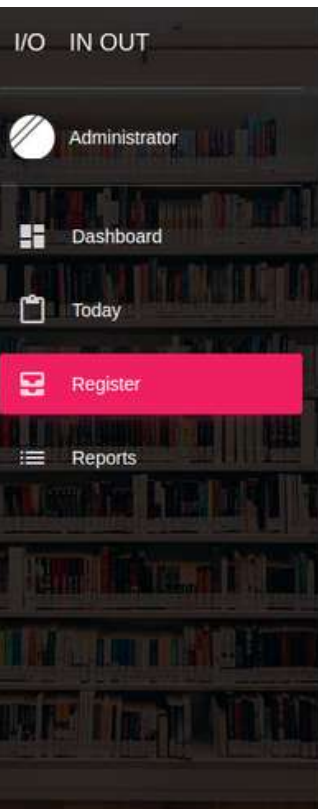 I/O IN OUT
Administrator
Dashboard
Today
Register
Reports